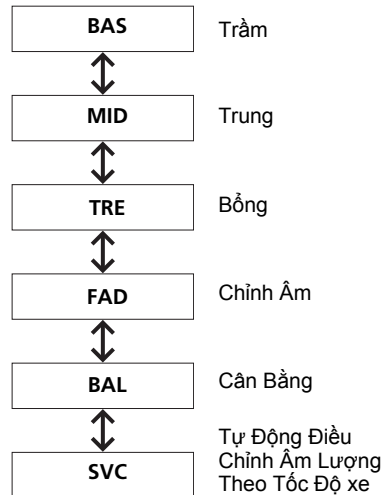 BAS Trầm
MID Trung
TRE Bổng
FAD Chỉnh Âm
BAL Cân Bằng
Tự Động Điều
SVC Chỉnh Âm Lượng
Theo Tốc Độ xe